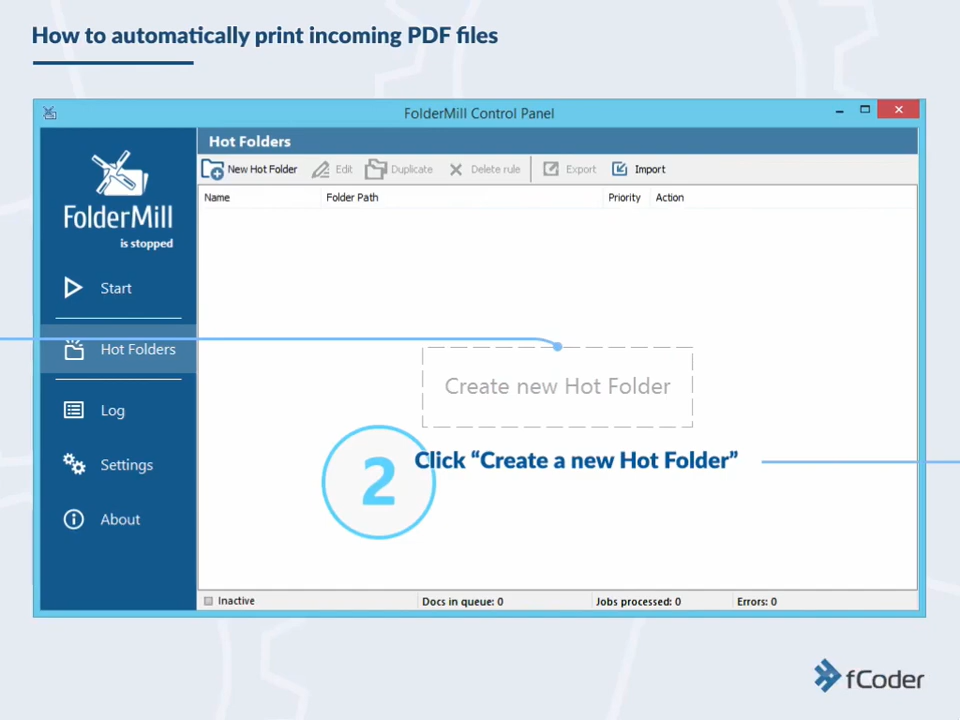 How to automatically print incoming PDF files
FolderMill Control Panel
FolderMill
is stopped
Start
Hot Folders
Log
Settings
About
Hot Folders
New Hot Folder Edit Duplicate Delete rule Export Import
Name Folder Path Priority Action
Create new Hot Folder
2
Click “Create a new Hot Folder”
Inactive Docs in queue: 0 Jobs processed: 0 Errors: 0
fCoder